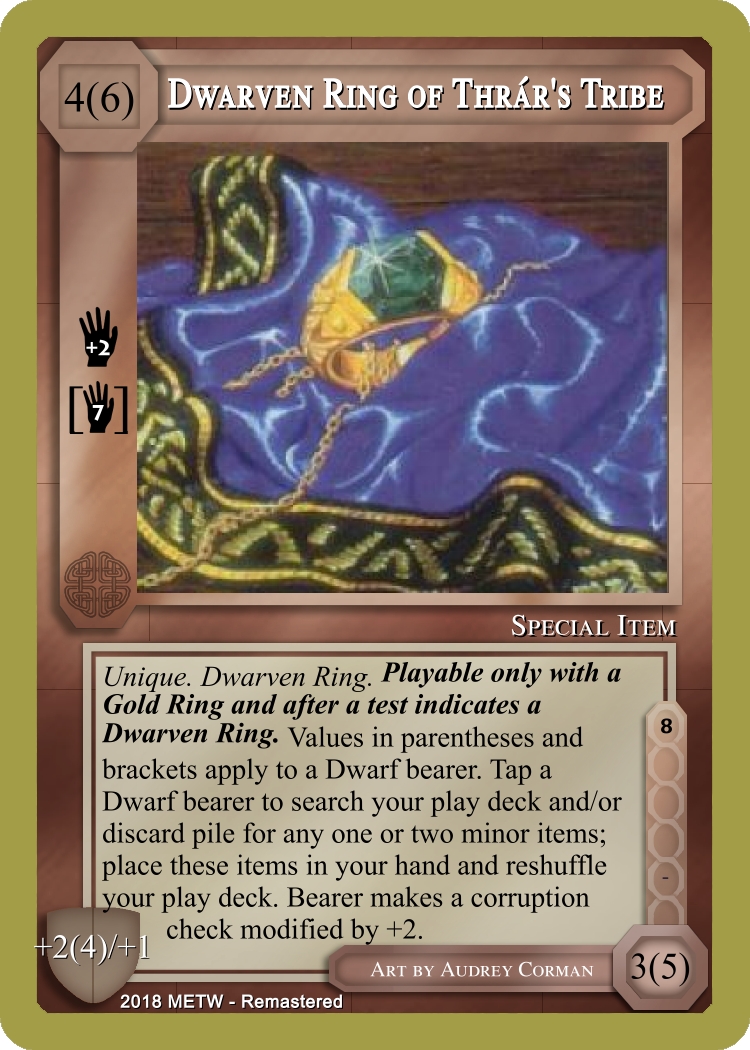 4(6)
Dwarven Ring of Thrár's Tribe
+2
[7]
Special Item
Unique. Dwarven Ring. Playable only with a
Gold Ring and after a test indicates a
Dwarven Ring. Values in parentheses and
brackets apply to a Dwarf bearer. Tap a
Dwarf bearer to search your play deck and/or
discard pile for any one or two minor items;
place these items in your hand and reshuffle
your play deck. Bearer makes a corruption
check modified by +2.
8
-
+2(4)/+1
Art by Audrey Corman
3(5)
2018 METW - Remastered